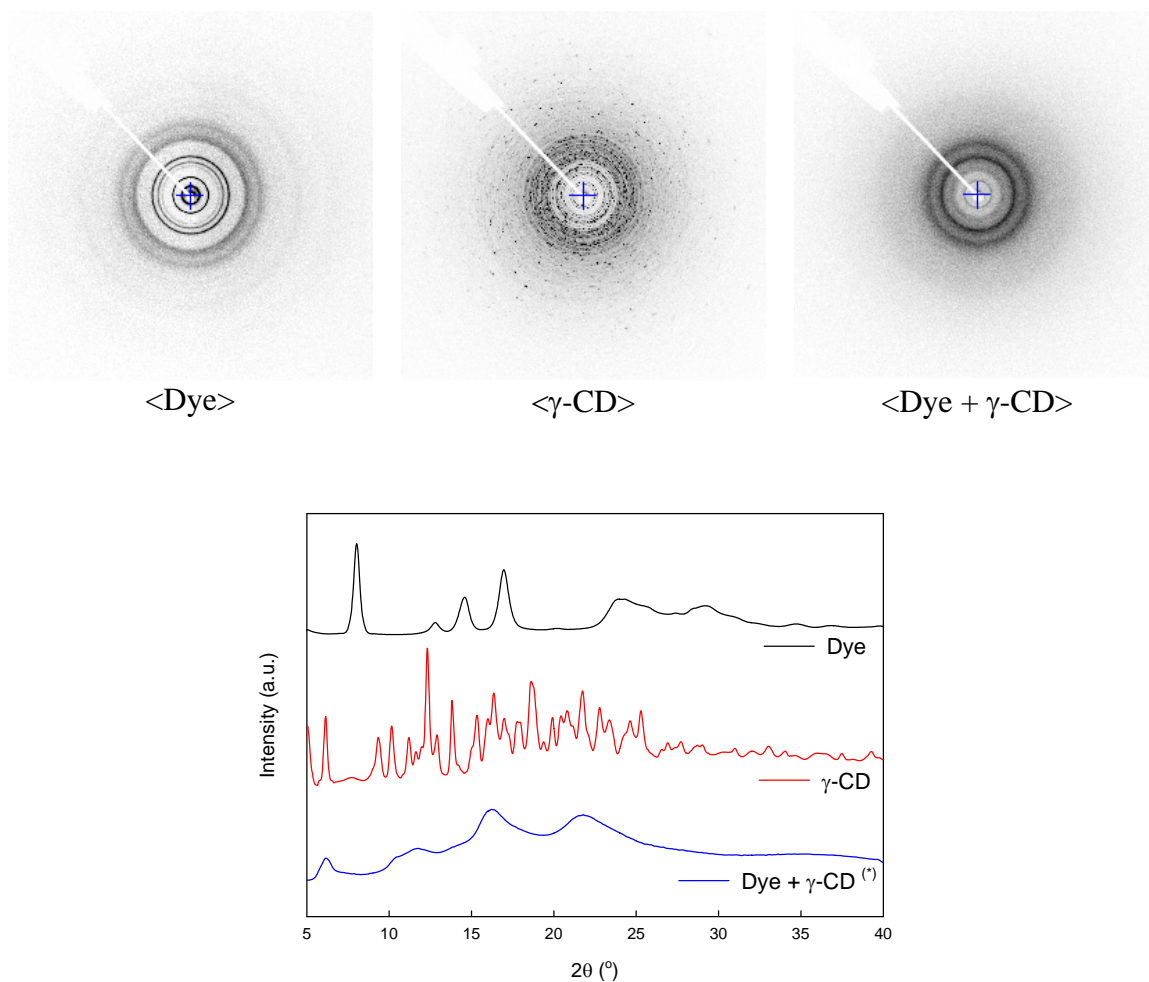 <Dye>
<γ-CD>
<Dye + γ-CD>
Intensity (a.u.)
Dye
γ-CD
Dye + γ-CD (*)
5 10 15 20 25 30 35 40
2θ (o)